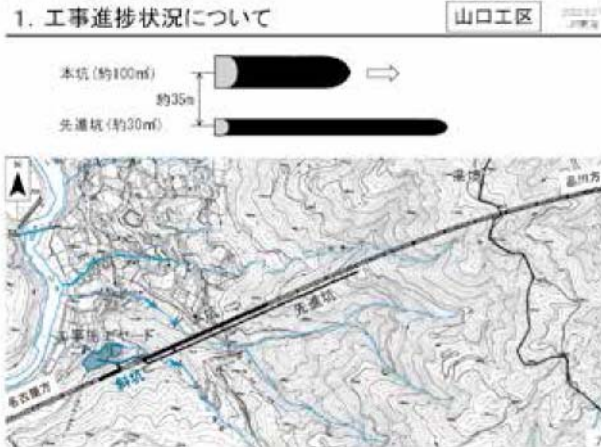 1. 工事進捗状況について
山口工区
本坑(約100㎡)
約35m
先進坑(約30㎡)
品川方
先進坑
本坑
工事施工ヤード
斜坑
名古屋方